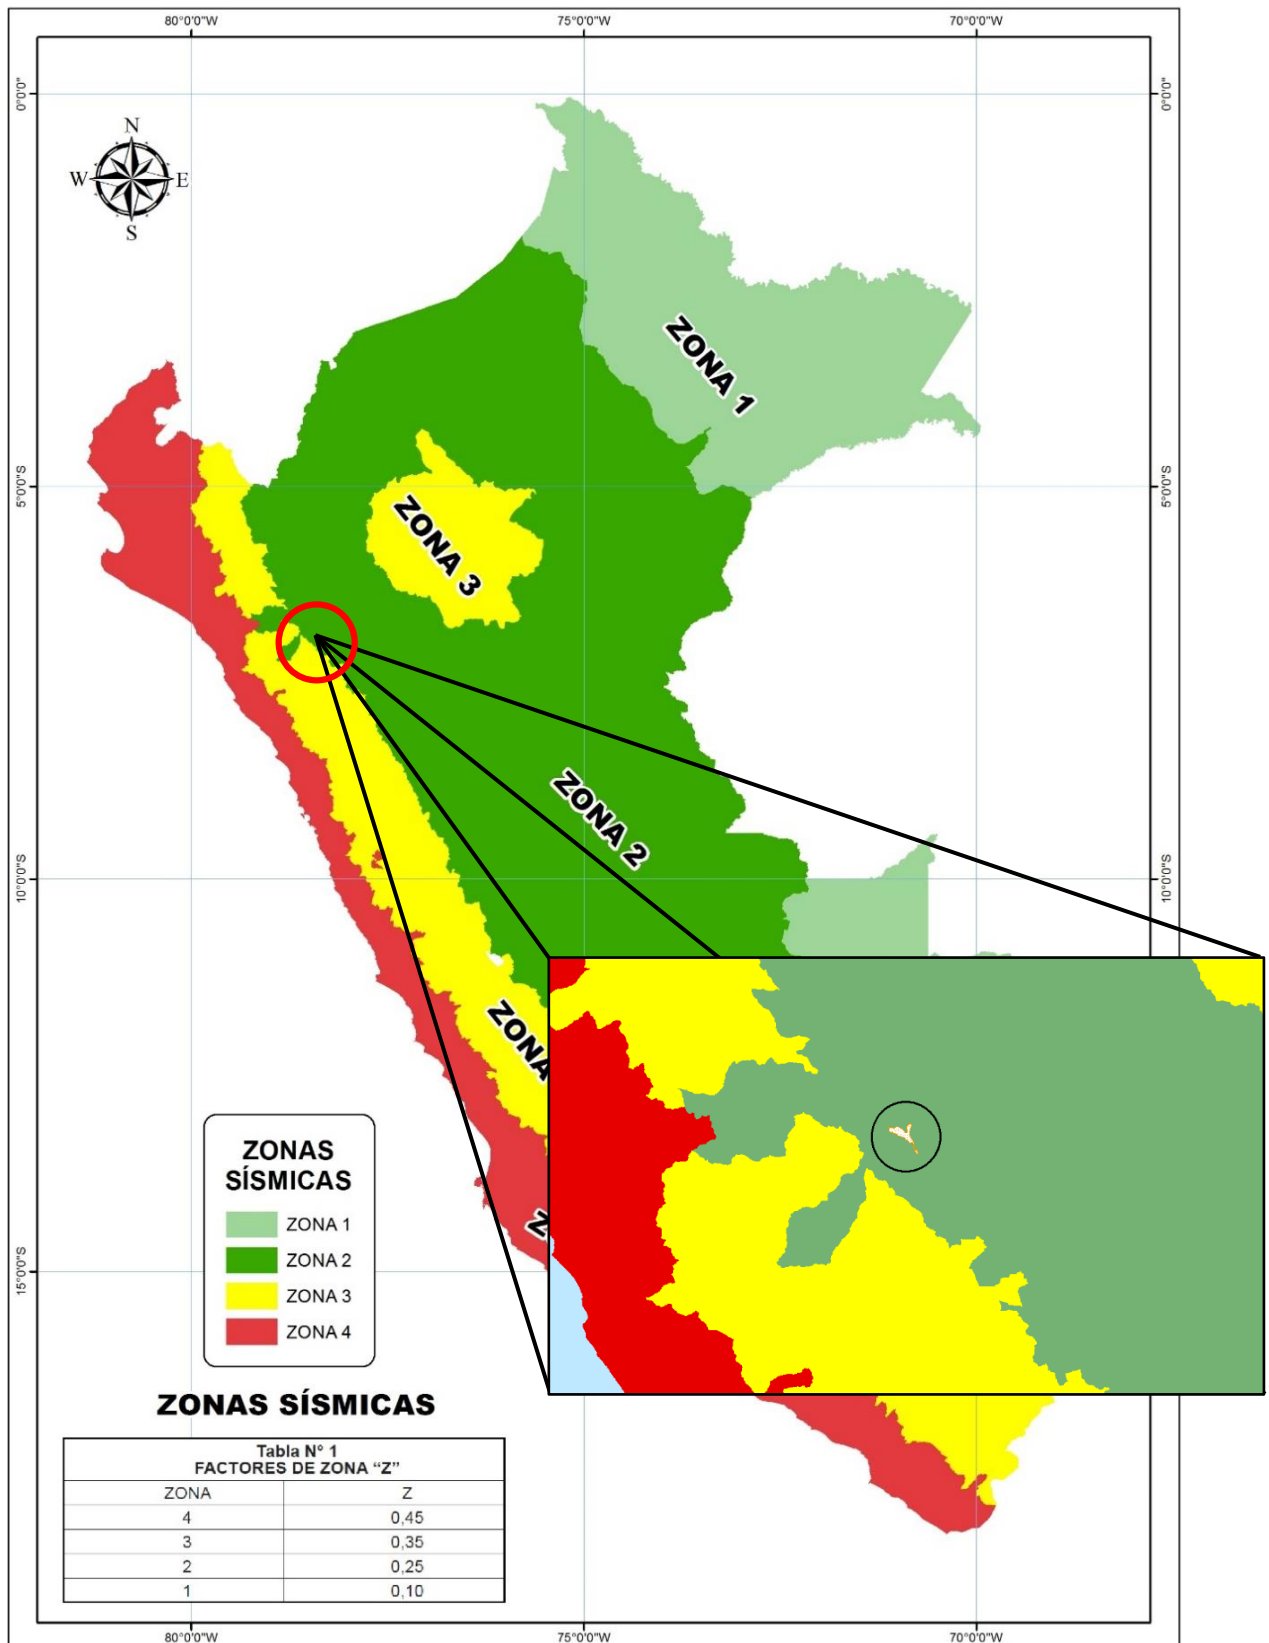 80°0'0"W 75°0'0"W 70°0'0"W
0°0'0" 0°0'0"
N
W E
S
ZONA 1
5°0'0"S 5°0'0"S
ZONA 3
ZONA 2
10°0'0"S 10°0'0"S
ZONA
Z
15°0'0"S
ZONAS
SÍSMICAS
ZONA 1
ZONA 2
ZONA 3
ZONA 4
ZONAS SÍSMICAS
Tabla N° 1
FACTORES DE ZONA “Z”
ZONA Z
4 0,45
3 0,35
2 0,25
1 0,10
80°0'0"W 75°0'0"W 70°0'0"W